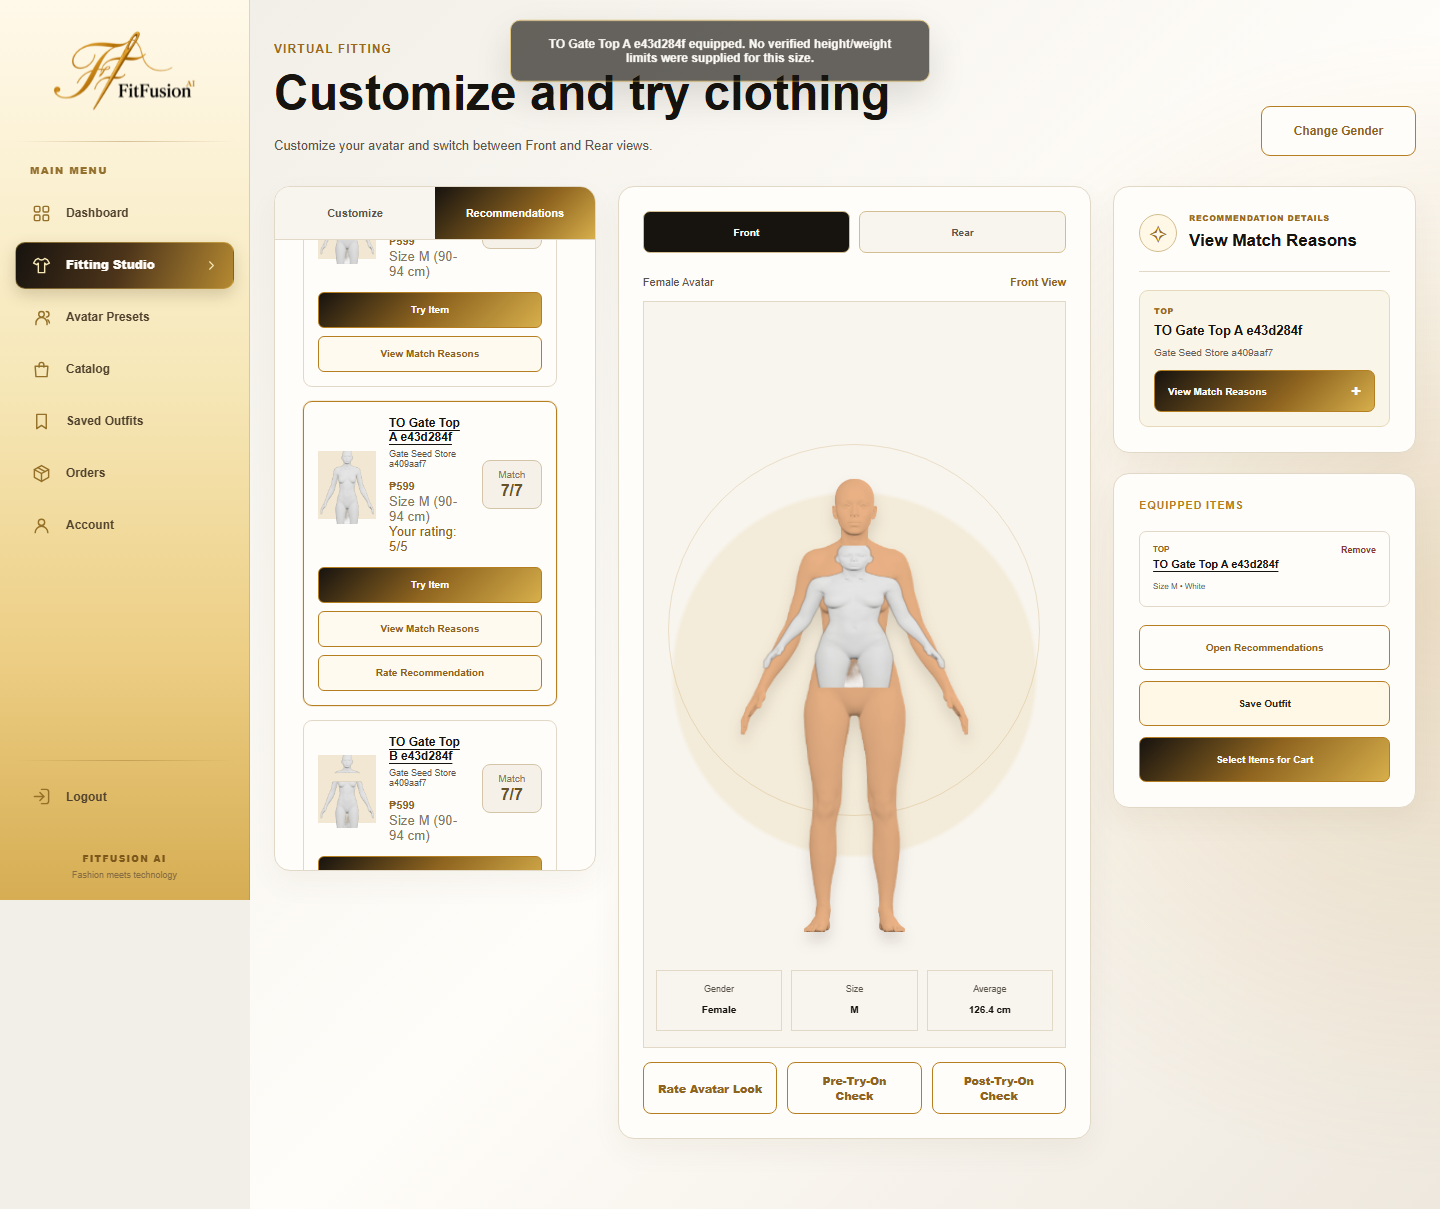 FitFusion AI
MAIN MENU
Dashboard
Fitting Studio
Avatar Presets
Catalog
Saved Outfits
Orders
Account
Logout
FITFUSION AI
Fashion meets technology
TO Gate Top A e43d284f equipped. No verified height/weight
limits were supplied for this size.
VIRTUAL FITTING
Customize and try clothing
Customize your avatar and switch between Front and Rear views.
Change Gender
Customize
Recommendations
₱599
Size M (90-
94 cm)
Try Item
View Match Reasons
TO Gate Top
A e43d284f
Gate Seed Store
a409aaf7
₱599
Size M (90-
94 cm)
Your rating:
5/5
Match
7/7
Try Item
View Match Reasons
Rate Recommendation
TO Gate Top
B e43d284f
Gate Seed Store
a409aaf7
₱599
Size M (90-
94 cm)
Match
7/7
Front
Rear
Female Avatar
Front View
Gender
Female
Size
M
Average
126.4 cm
Rate Avatar Look
Pre-Try-On
Check
Post-Try-On
Check
RECOMMENDATION DETAILS
View Match Reasons
TOP
TO Gate Top A e43d284f
Gate Seed Store a409aaf7
View Match Reasons +
EQUIPPED ITEMS
TOP
Remove
TO Gate Top A e43d284f
Size M • White
Open Recommendations
Save Outfit
Select Items for Cart